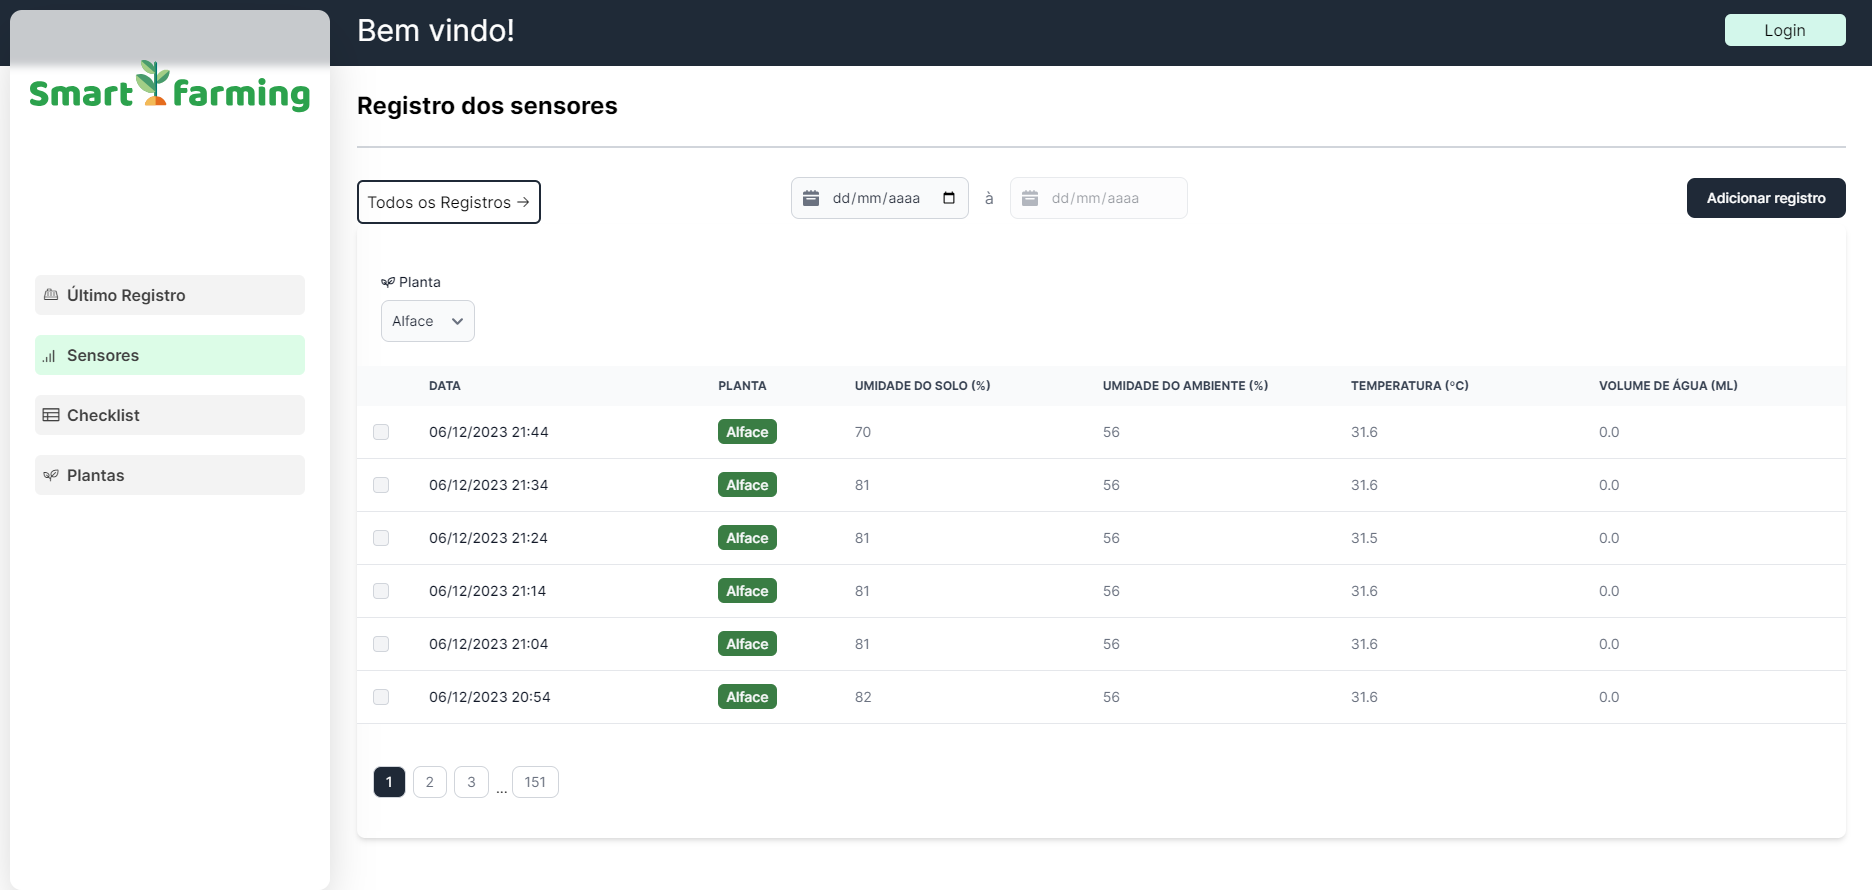 Smart farming
Bem vindo!
Login
Último Registro
Sensores
Checklist
Plantas
Registro dos sensores
Todos os Registros →
dd/mm/aaaa à dd/mm/aaaa
Adicionar registro
Planta
Alface
DATA PLANTA UMIDADE DO SOLO (%) UMIDADE DO AMBIENTE (%) TEMPERATURA (ºC) VOLUME DE ÁGUA (ML)
06/12/2023 21:44 Alface 70 56 31.6 0.0
06/12/2023 21:34 Alface 81 56 31.6 0.0
06/12/2023 21:24 Alface 81 56 31.5 0.0
06/12/2023 21:14 Alface 81 56 31.6 0.0
06/12/2023 21:04 Alface 81 56 31.6 0.0
06/12/2023 20:54 Alface 82 56 31.6 0.0
1 2 3 ... 151